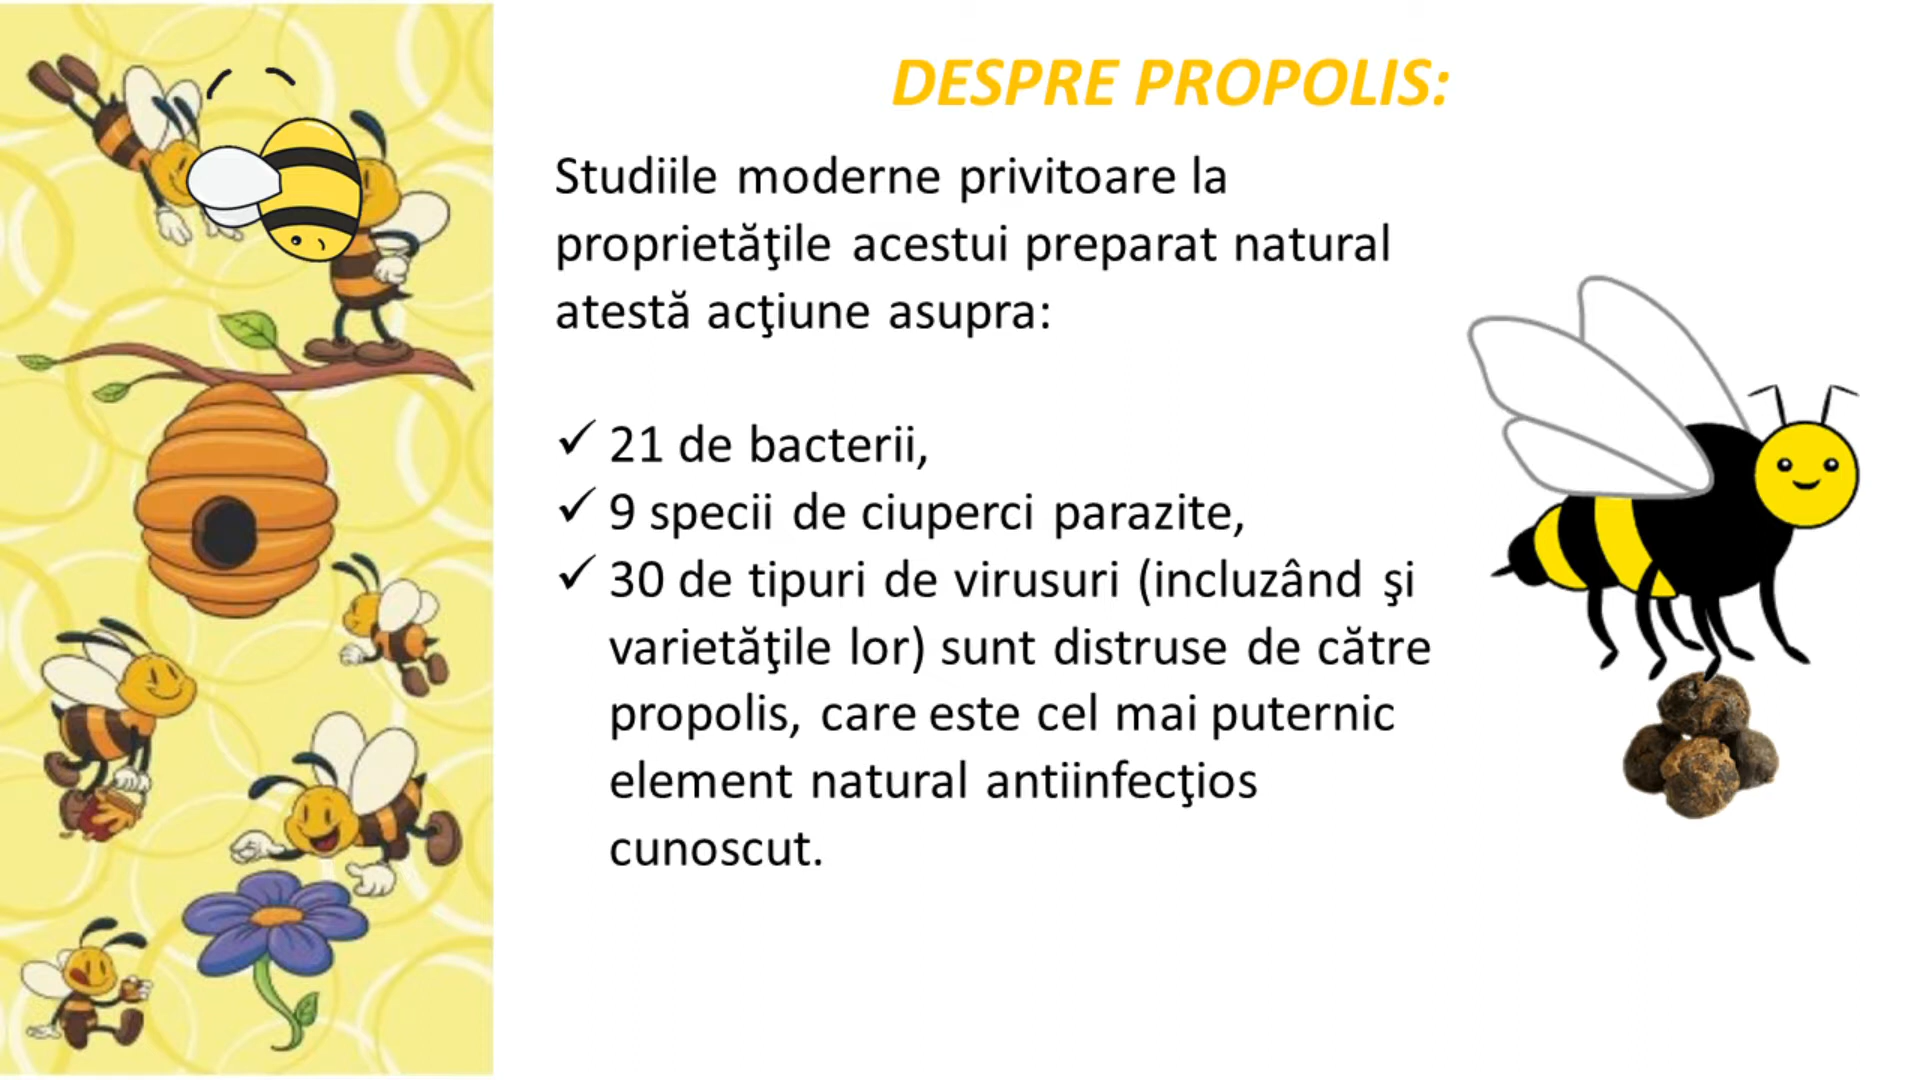 DESPRE PROPOLIS:
Studiile moderne privitoare la
proprietăţile acestui preparat natural
atestă acţiune asupra:
✓ 21 de bacterii,
✓ 9 specii de ciuperci parazite,
✓ 30 de tipuri de virusuri (incluzând şi
varietăţile lor) sunt distruse de către
propolis, care este cel mai puternic
element natural antiinfecţios
cunoscut.